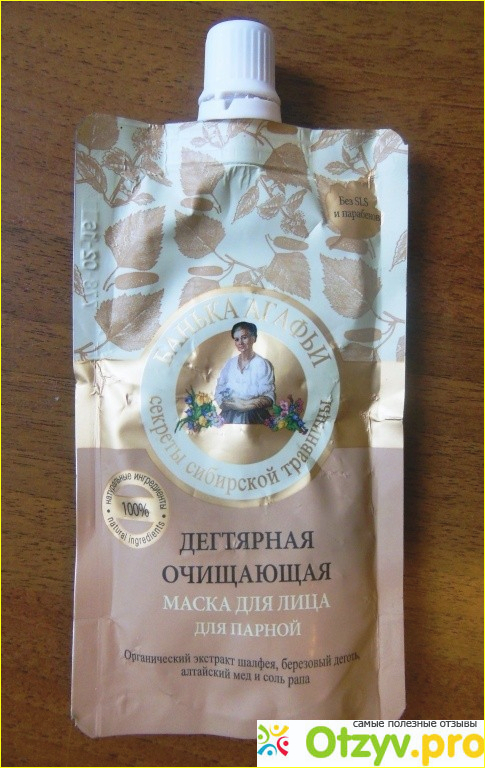 Без SLS
и парабенов
БАНЬКА АГАФЬИ
секреты сибирской травницы
натуральные ингредиенты
100%
natural ingredients
ДЕГТЯРНАЯ
ОЧИЩАЮЩАЯ
МАСКА ДЛЯ ЛИЦА
ДЛЯ ПАРНОЙ
Органический экстракт шалфея, березовый деготь,
алтайский мед и соль рапа
самые полезные отзывы
Otzyv.pro